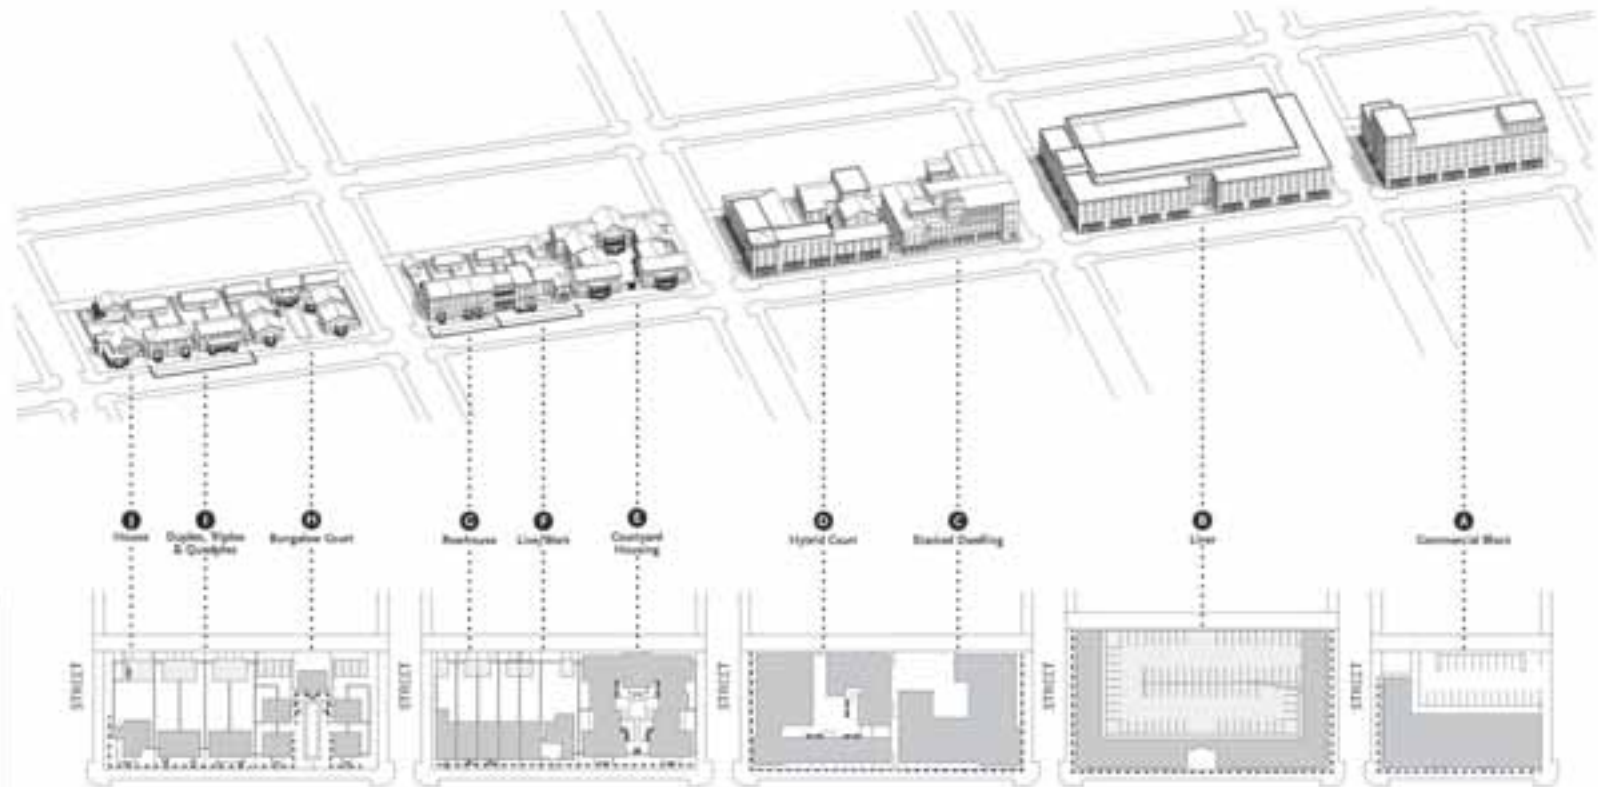 J
I
H
G
F
E
D
C
B
A
House
Duplex, Triplex
& Quadplex
Bungalow Court
Rowhouse
Live/Work
Courtyard
Housing
Hybrid Court
Stacked Dwelling
Liner
Commercial Block
STREET
STREET
STREET
STREET
STREET